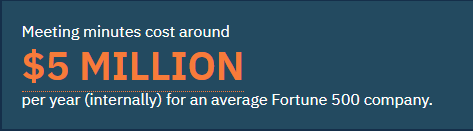 Meeting minutes cost around
$5 MILLION
per year (internally) for an average Fortune 500 company.